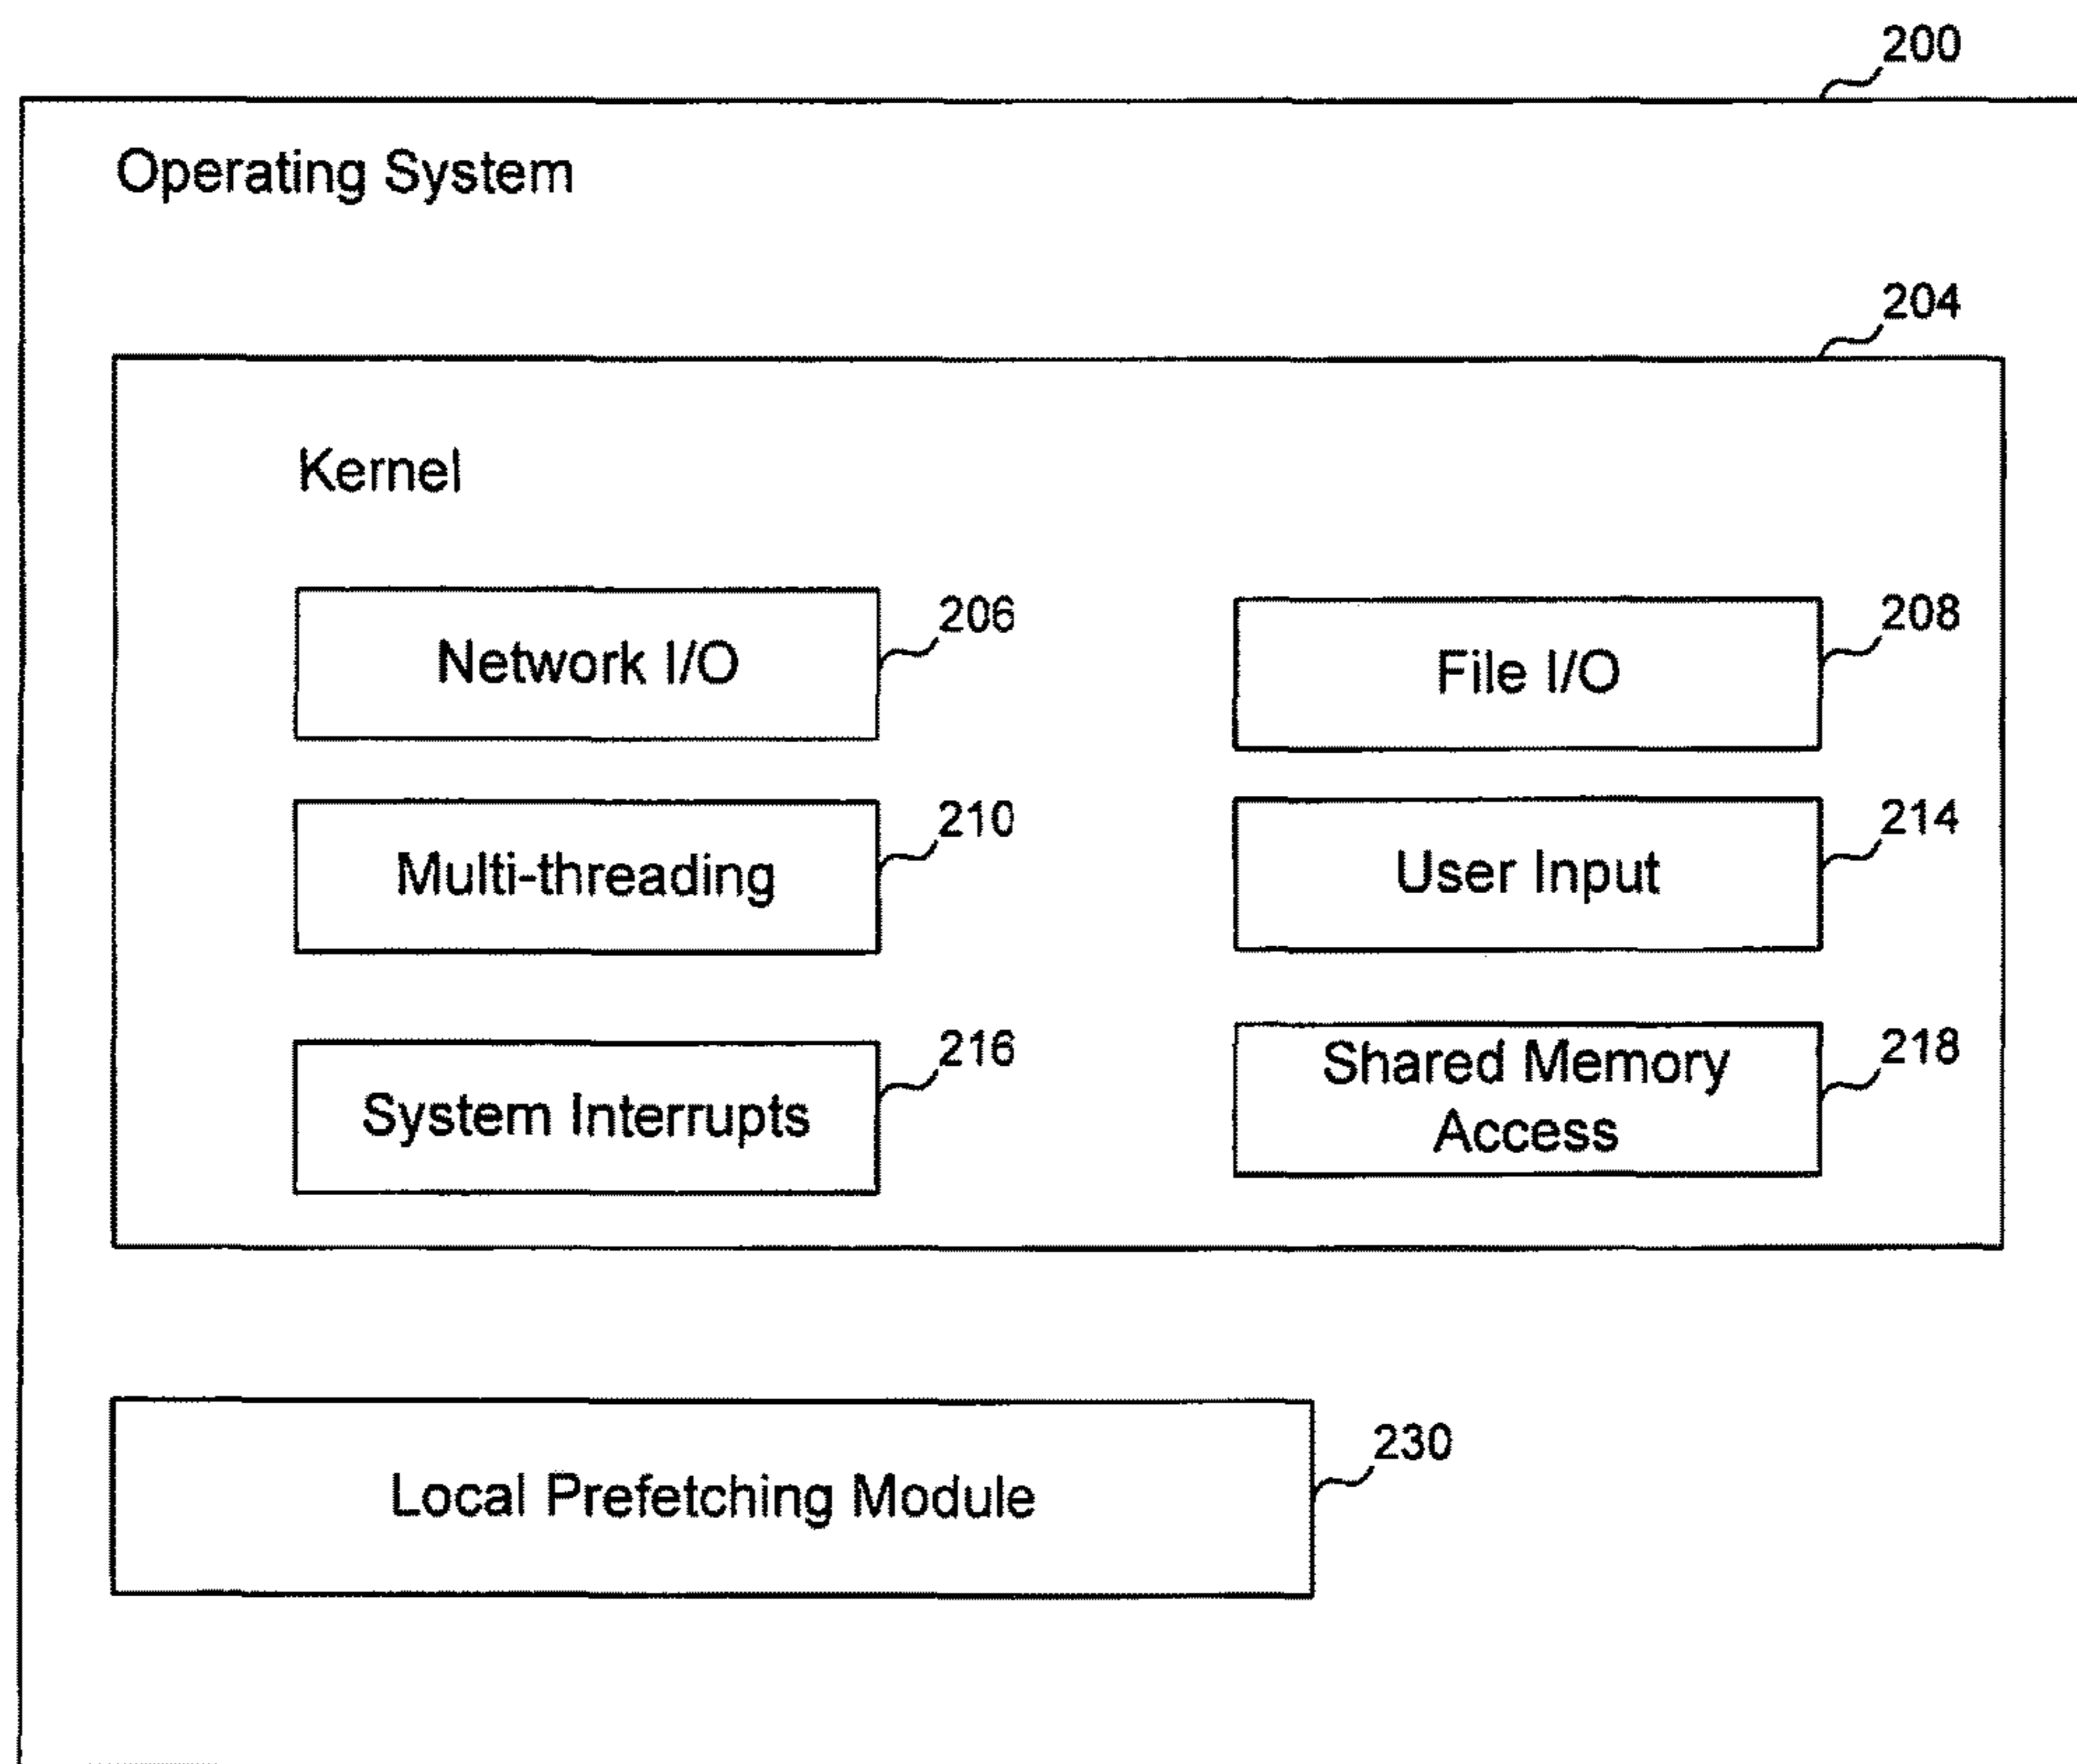 200
Operating System
204
Kernel
206
Network I/O
208
File I/O
210
Multi-threading
214
User Input
216
System Interrupts
218
Shared Memory
Access
230
Local Prefetching Module